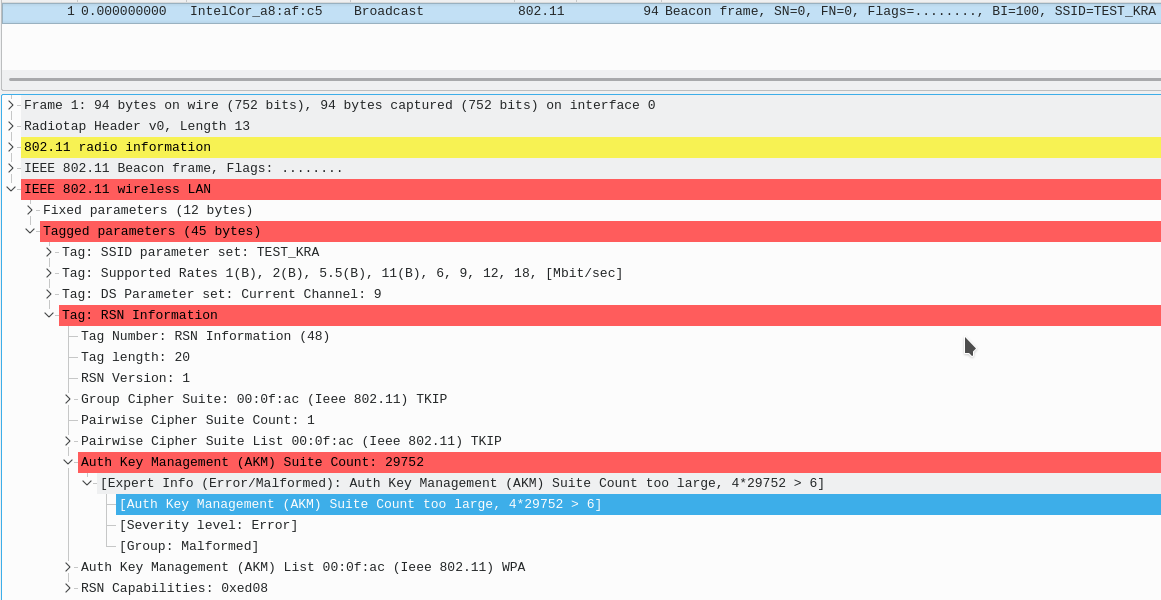 1 0.000000000 IntelCor_a8:af:c5 Broadcast 802.11 94 Beacon frame, SN=0, FN=0, Flags=........, BI=100, SSID=TEST_KRA
Frame 1: 94 bytes on wire (752 bits), 94 bytes captured (752 bits) on interface 0
Radiotap Header v0, Length 13
802.11 radio information
IEEE 802.11 Beacon frame, Flags: ........
IEEE 802.11 wireless LAN
Fixed parameters (12 bytes)
Tagged parameters (45 bytes)
Tag: SSID parameter set: TEST_KRA
Tag: Supported Rates 1(B), 2(B), 5.5(B), 11(B), 6, 9, 12, 18, [Mbit/sec]
Tag: DS Parameter set: Current Channel: 9
Tag: RSN Information
Tag Number: RSN Information (48)
Tag length: 20
RSN Version: 1
Group Cipher Suite: 00:0f:ac (Ieee 802.11) TKIP
Pairwise Cipher Suite Count: 1
Pairwise Cipher Suite List 00:0f:ac (Ieee 802.11) TKIP
Auth Key Management (AKM) Suite Count: 29752
[Expert Info (Error/Malformed): Auth Key Management (AKM) Suite Count too large, 4*29752 > 6]
[Auth Key Management (AKM) Suite Count too large, 4*29752 > 6]
[Severity level: Error]
[Group: Malformed]
Auth Key Management (AKM) List 00:0f:ac (Ieee 802.11) WPA
RSN Capabilities: 0xed08